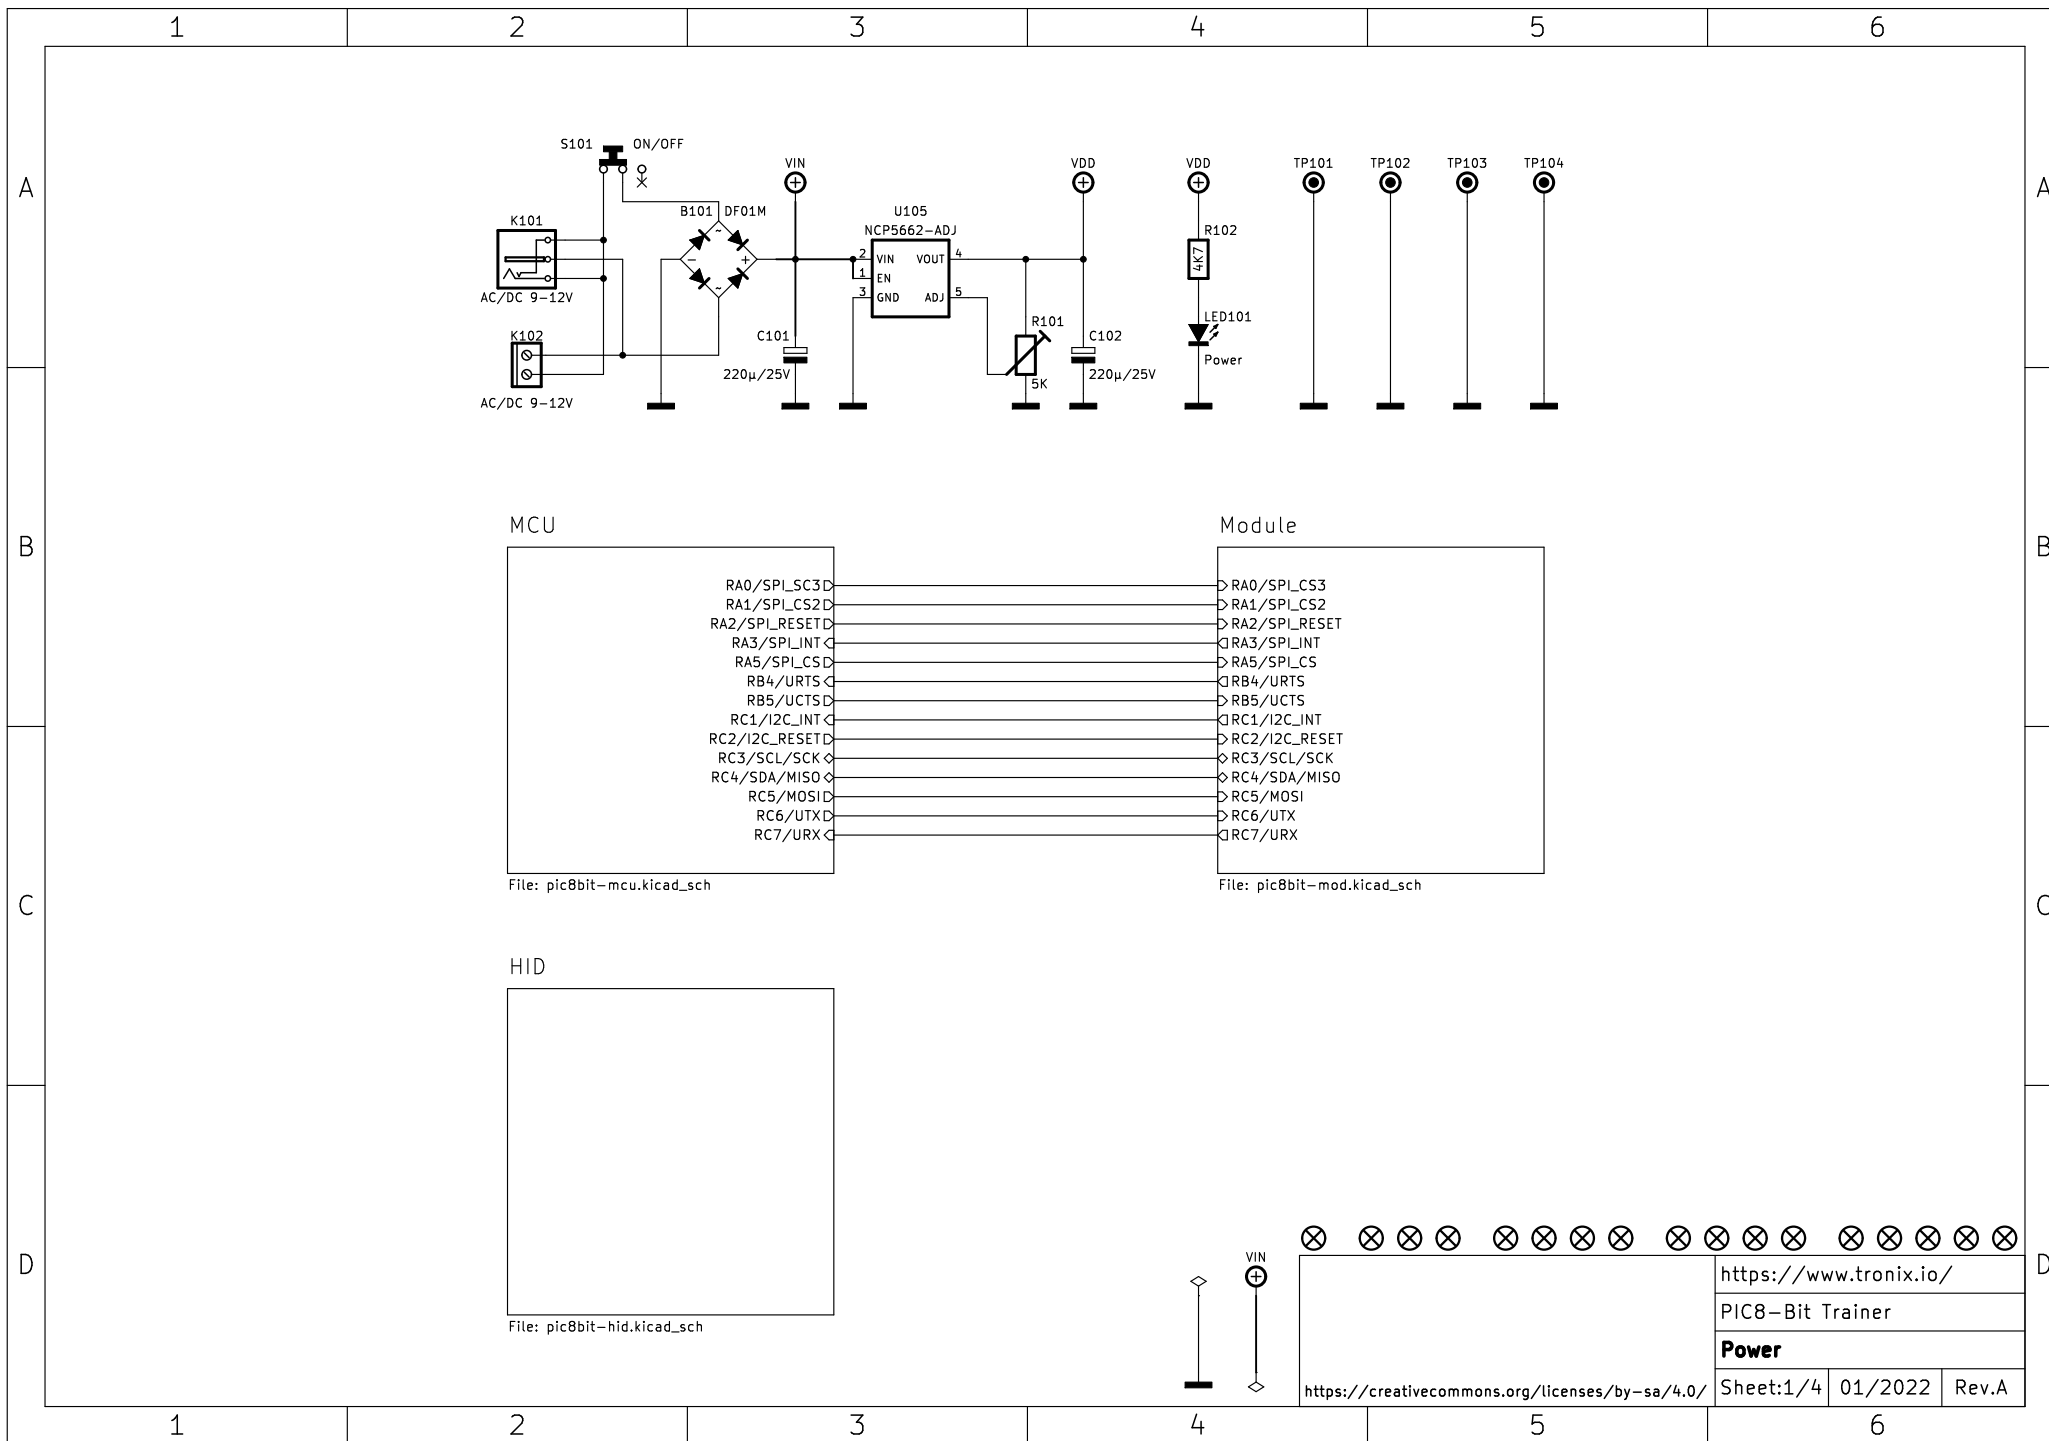 1 2 3 4 5 6
A A
S101 ON/OFF
K101
AC/DC 9-12V
K102
AC/DC 9-12V
B101 DF01M
~
- +
~
VIN
C101
220µ/25V
U105
NCP5662-ADJ
2 VIN VOUT 4
1 EN
3 GND ADJ 5
R101
5K
VDD
C102
220µ/25V
VDD
R102
4K7
LED101
Power
TP101 TP102 TP103 TP104
B B
MCU
RA0/SPI_SC3
RA1/SPI_CS2
RA2/SPI_RESET
RA3/SPI_INT
RA5/SPI_CS
RB4/URTS
RB5/UCTS
RC1/I2C_INT
RC2/I2C_RESET
RC3/SCL/SCK
RC4/SDA/MISO
RC5/MOSI
RC6/UTX
RC7/URX
File: pic8bit-mcu.kicad_sch
Module
RA0/SPI_CS3
RA1/SPI_CS2
RA2/SPI_RESET
RA3/SPI_INT
RA5/SPI_CS
RB4/URTS
RB5/UCTS
RC1/I2C_INT
RC2/I2C_RESET
RC3/SCL/SCK
RC4/SDA/MISO
RC5/MOSI
RC6/UTX
RC7/URX
File: pic8bit-mod.kicad_sch
C C
HID
File: pic8bit-hid.kicad_sch
D D
VIN
https://creativecommons.org/licenses/by-sa/4.0/
https://www.tronix.io/
PIC8-Bit Trainer
Power
Sheet:1/4 01/2022 Rev.A
1 2 3 4 5 6